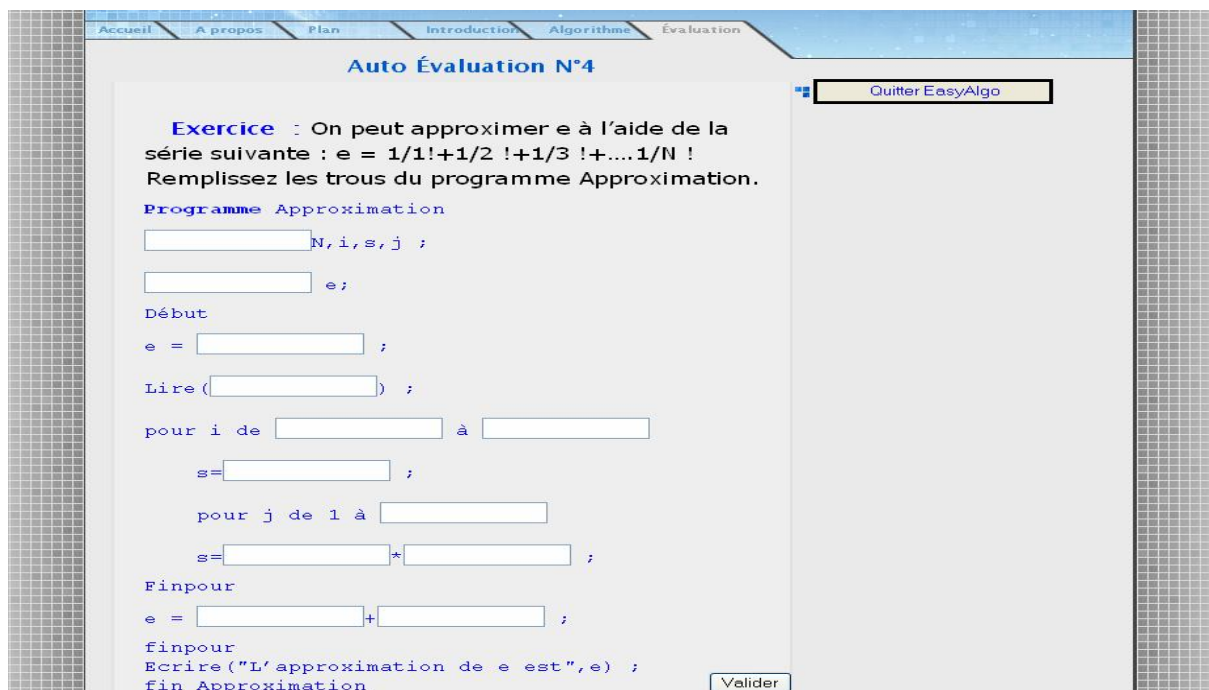 Accueil A propos Plan Introduction Algorithme Évaluation
Auto Évaluation N°4
Quitter EasyAlgo
Exercice : On peut approximer e à l'aide de la
série suivante : e = 1/1!+1/2 !+1/3 !+....1/N !
Remplissez les trous du programme Approximation.
Programme Approximation
N,i,s,j ;
e;
Début
e = ;
Lire( ) ;
pour i de à
s= ;
pour j de 1 à
s= * ;
Finpour
e = + ;
finpour
Ecrire("L'approximation de e est",e) ;
fin Approximation
Valider